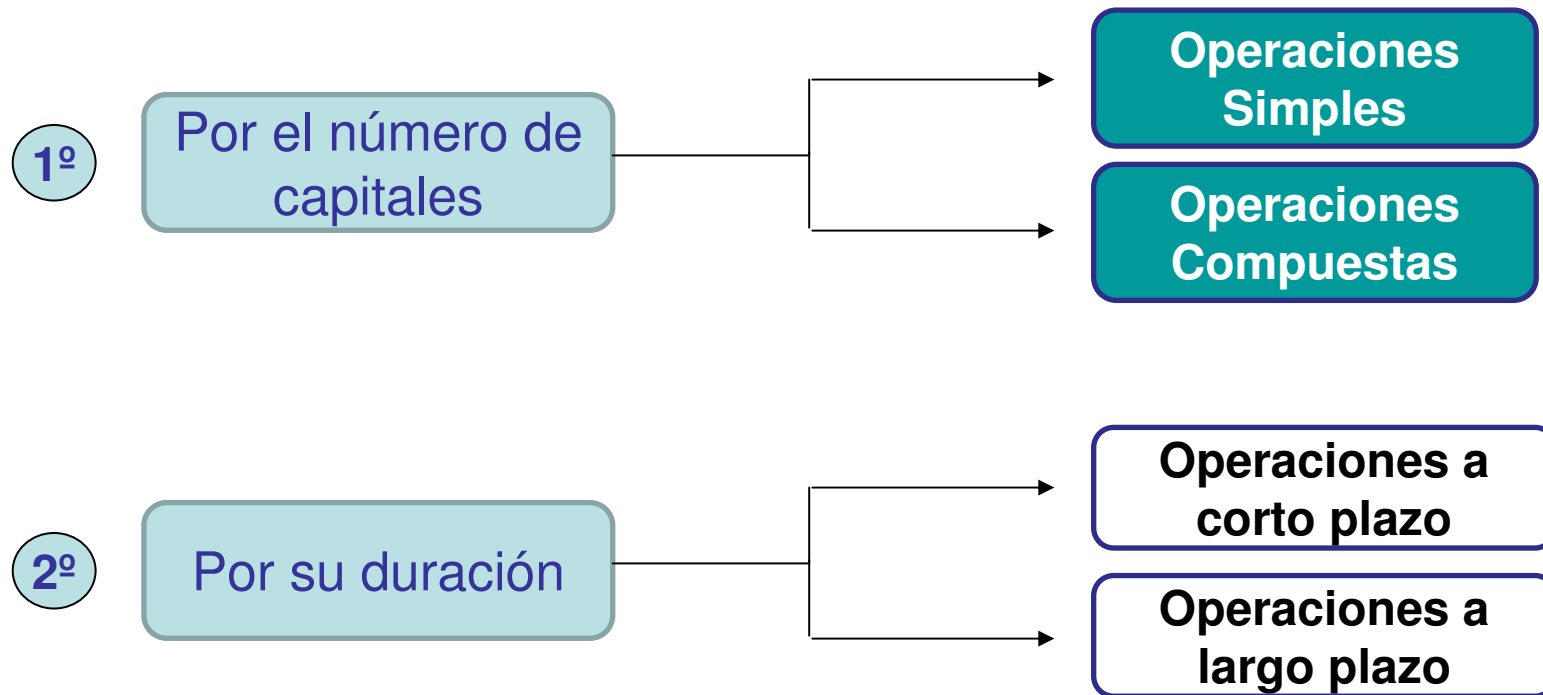 1º
Por el número de
capitales
Operaciones
Simples
Operaciones
Compuestas
2º
Por su duración
Operaciones a
corto plazo
Operaciones a
largo plazo